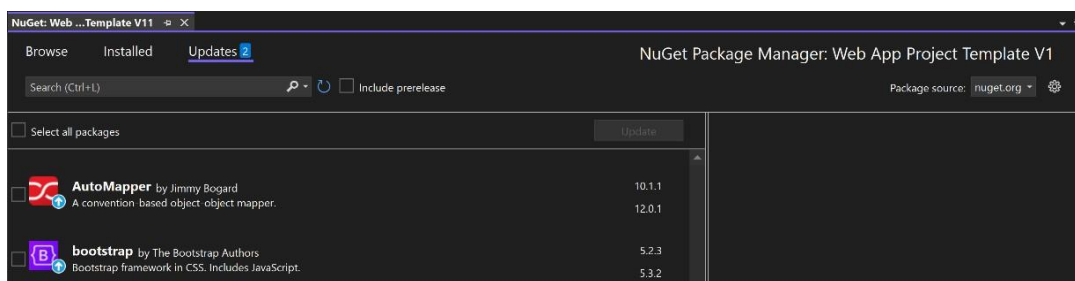 NuGet: Web ...Template V11
Browse Installed Updates 2
NuGet Package Manager: Web App Project Template V1
Search (Ctrl+L)
Include prerelease
Package source: nuget.org
Select all packages
Update
AutoMapper by Jimmy Bogard
10.1.1
A convention-based object-object mapper.
12.0.1
bootstrap by The Bootstrap Authors
5.2.3
Bootstrap framework in CSS. Includes JavaScript.
5.3.2